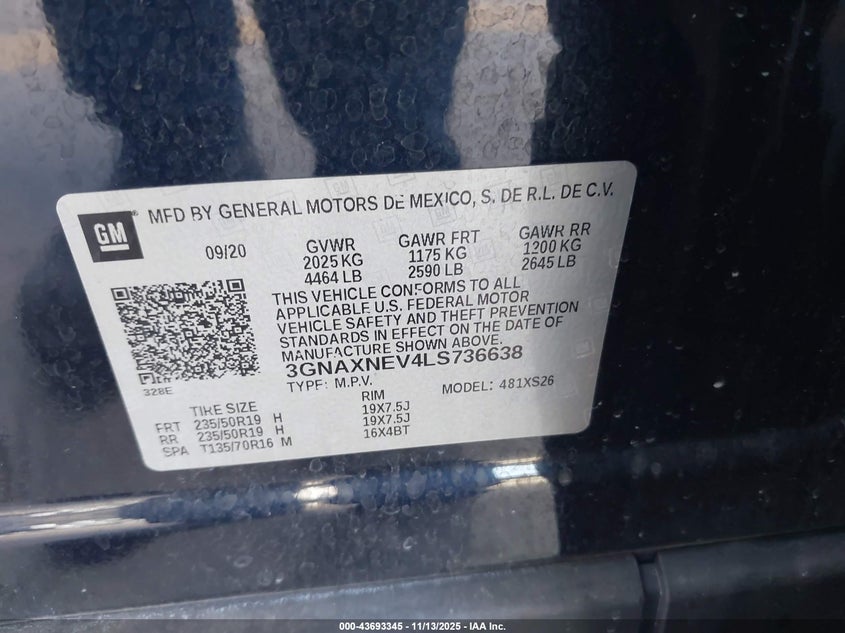 GM
MFD BY GENERAL MOTORS DE MEXICO, S. DE R.L. DE C.V.
09/20 GVWR GAWR FRT GAWR RR
2025 KG 1175 KG 1200 KG
4464 LB 2590 LB 2645 LB
THIS VEHICLE CONFORMS TO ALL
APPLICABLE U.S. FEDERAL MOTOR
VEHICLE SAFETY AND THEFT PREVENTION
STANDARDS IN EFFECT ON THE DATE OF
MANUFACTURE SHOWN ABOVE.
3GNAXNEV4LS736638
328E TYPE: M.P.V. MODEL: 481XS26
TIRE SIZE RIM
FRT 235/50R19 H 19X7.5J
RR 235/50R19 H 19X7.5J
SPA T135/70R16 M 16X4BT
000-43693345 - 11/13/2025 - IAA Inc.